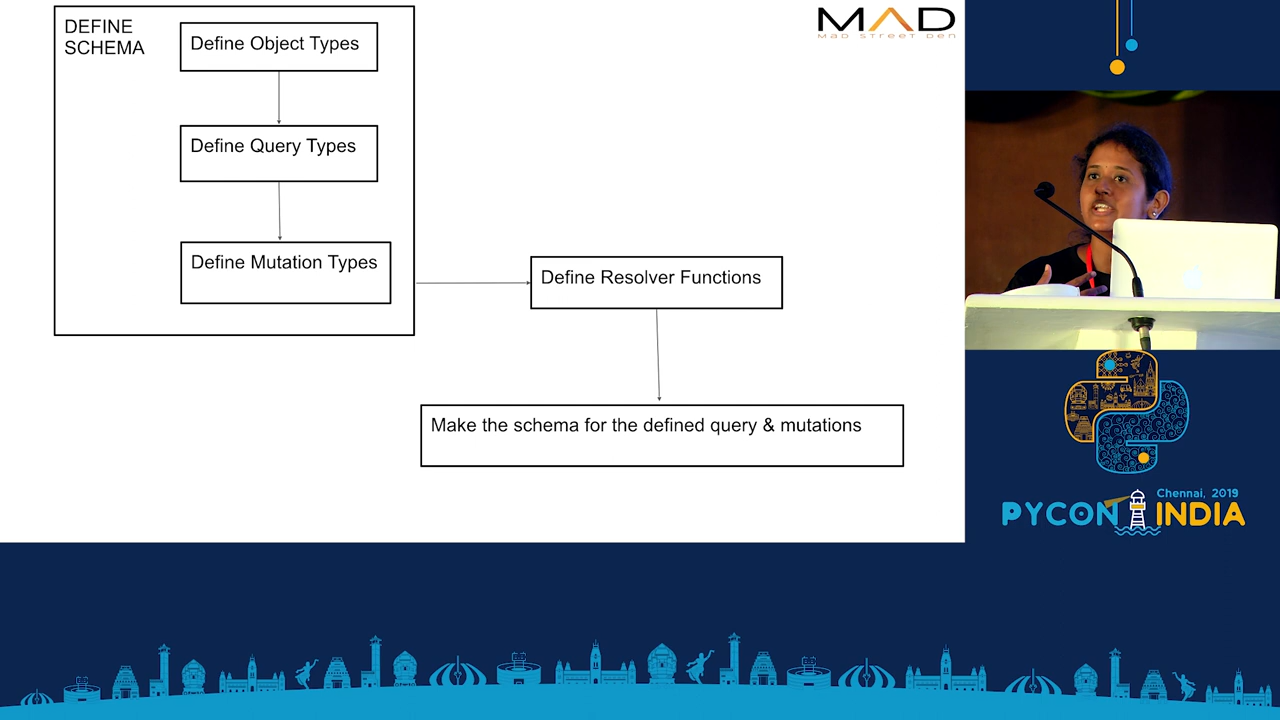 DEFINE
SCHEMA
Define Object Types
Define Query Types
Define Mutation Types
Define Resolver Functions
Make the schema for the defined query & mutations
MAD
MAD STREET DEN
Chennai, 2019
PYCON INDIA